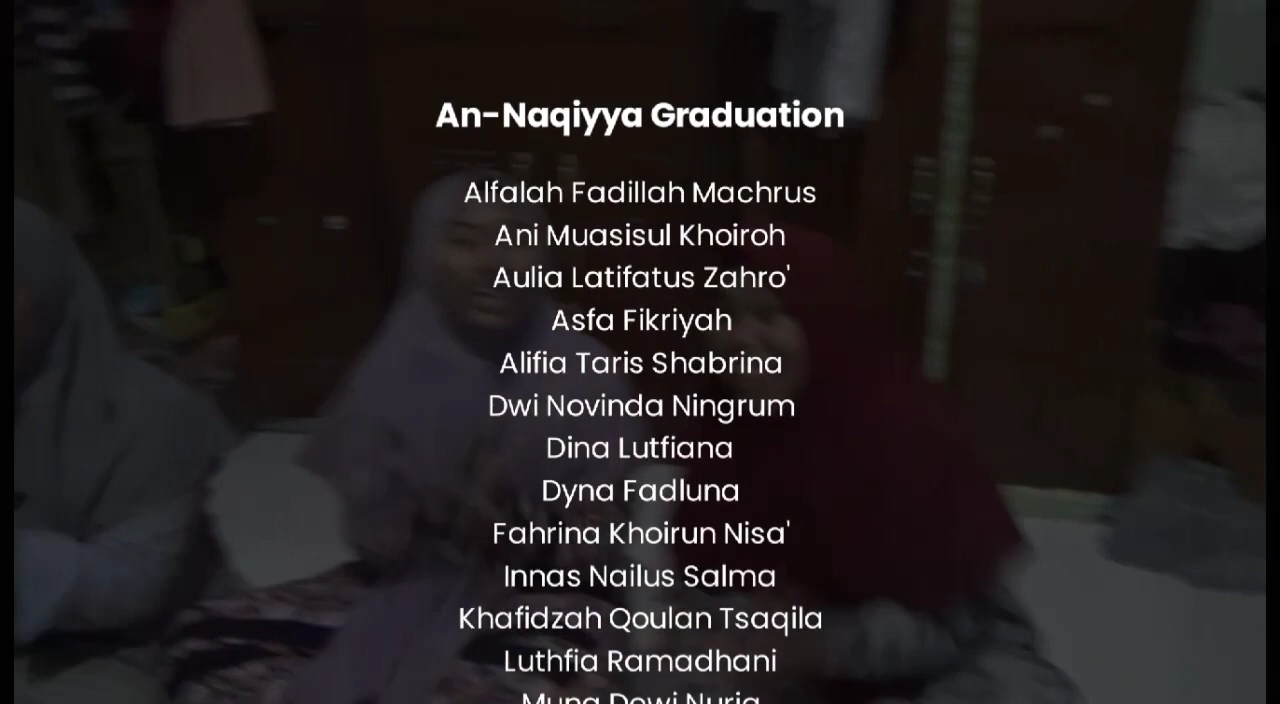 An-Naqiyya Graduation
Alfalah Fadillah Machrus
Ani Muasisul Khoiroh
Aulia Latifatus Zahro'
Asfa Fikriyah
Alifia Taris Shabrina
Dwi Novinda Ningrum
Dina Lutfiana
Dyna Fadluna
Fahrina Khoirun Nisa'
Innas Nailus Salma
Khafidzah Qoulan Tsaqila
Luthfia Ramadhani
Dewi